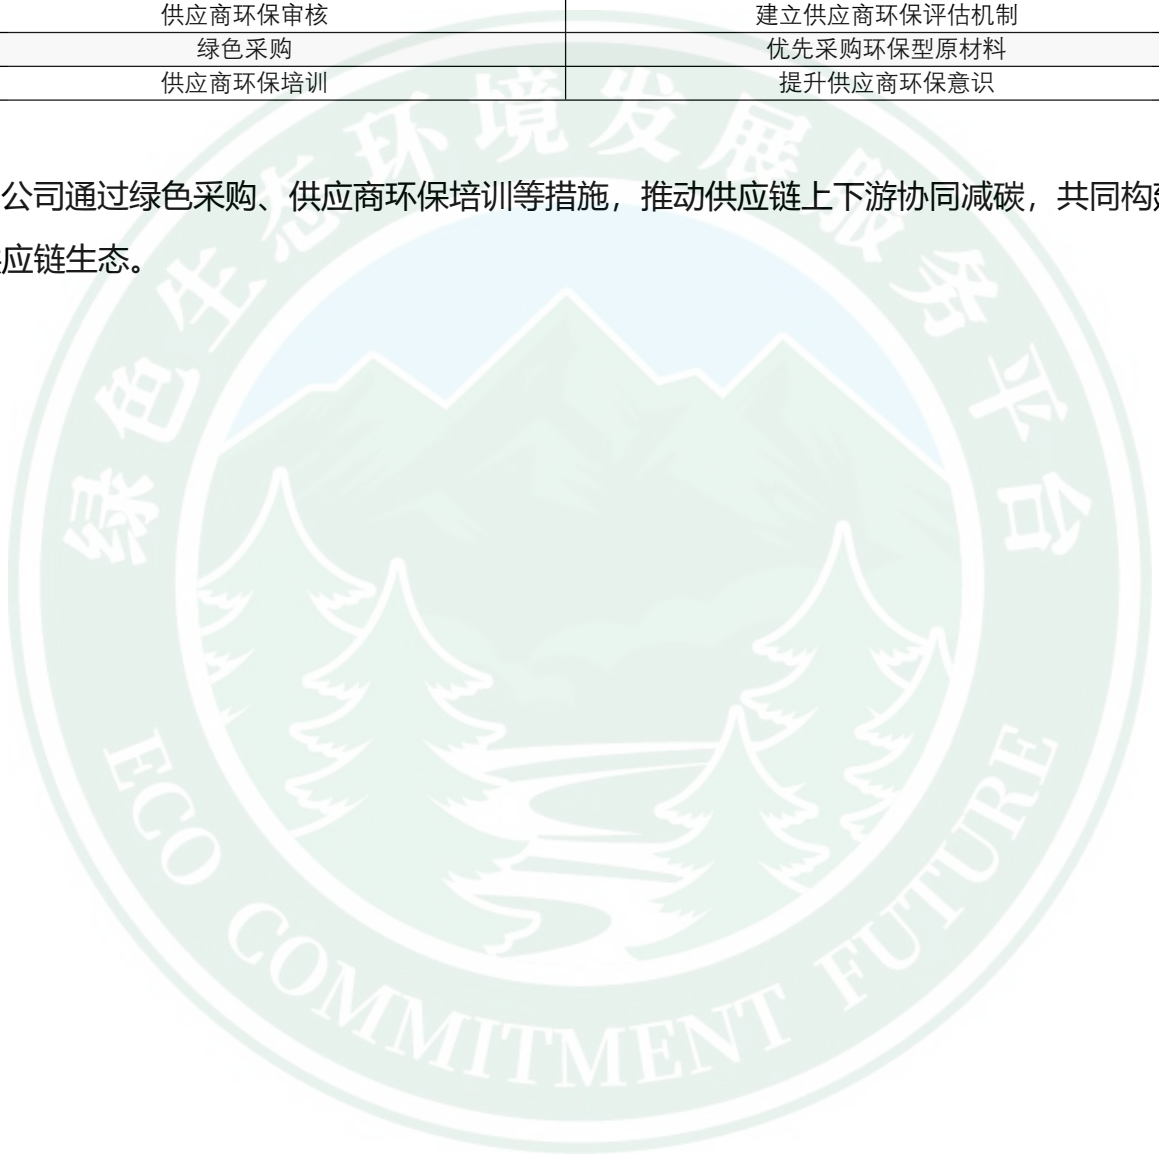 供应商环保审核 建立供应商环保评估机制
绿色采购 优先采购环保型原材料
供应商环保培训 提升供应商环保意识
公司通过绿色采购、供应商环保培训等措施，推动供应链上下游协同减碳，共同构建
应链生态。
绿色生态环境发展服务平台
ECO COMMITMENT FUTURE